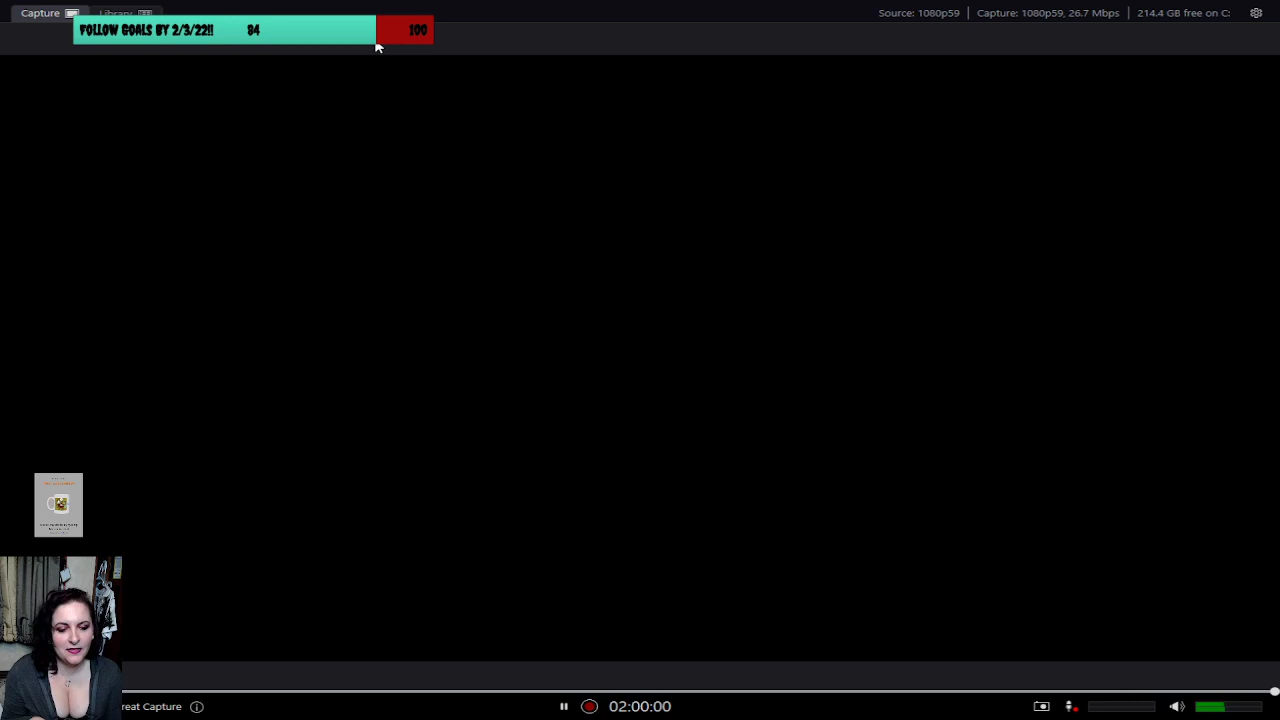 Capture
Library
Source: 1080p59
Capture: 1080p59, 26.7 Mbps
214.4 GB free on C:
FOLLOW GOALS BY 2/3/22!! 84 100
reat Capture
02:00:00